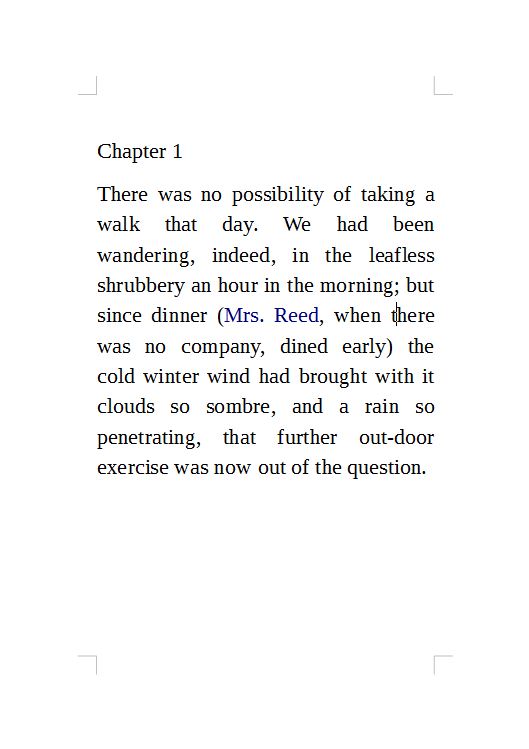 Chapter 1
There was no possibility of taking a
walk that day. We had been
wandering, indeed, in the leafless
shrubbery an hour in the morning; but
since dinner (Mrs. Reed, when there
was no company, dined early) the
cold winter wind had brought with it
clouds so sombre, and a rain so
penetrating, that further out-door
exercise was now out of the question.